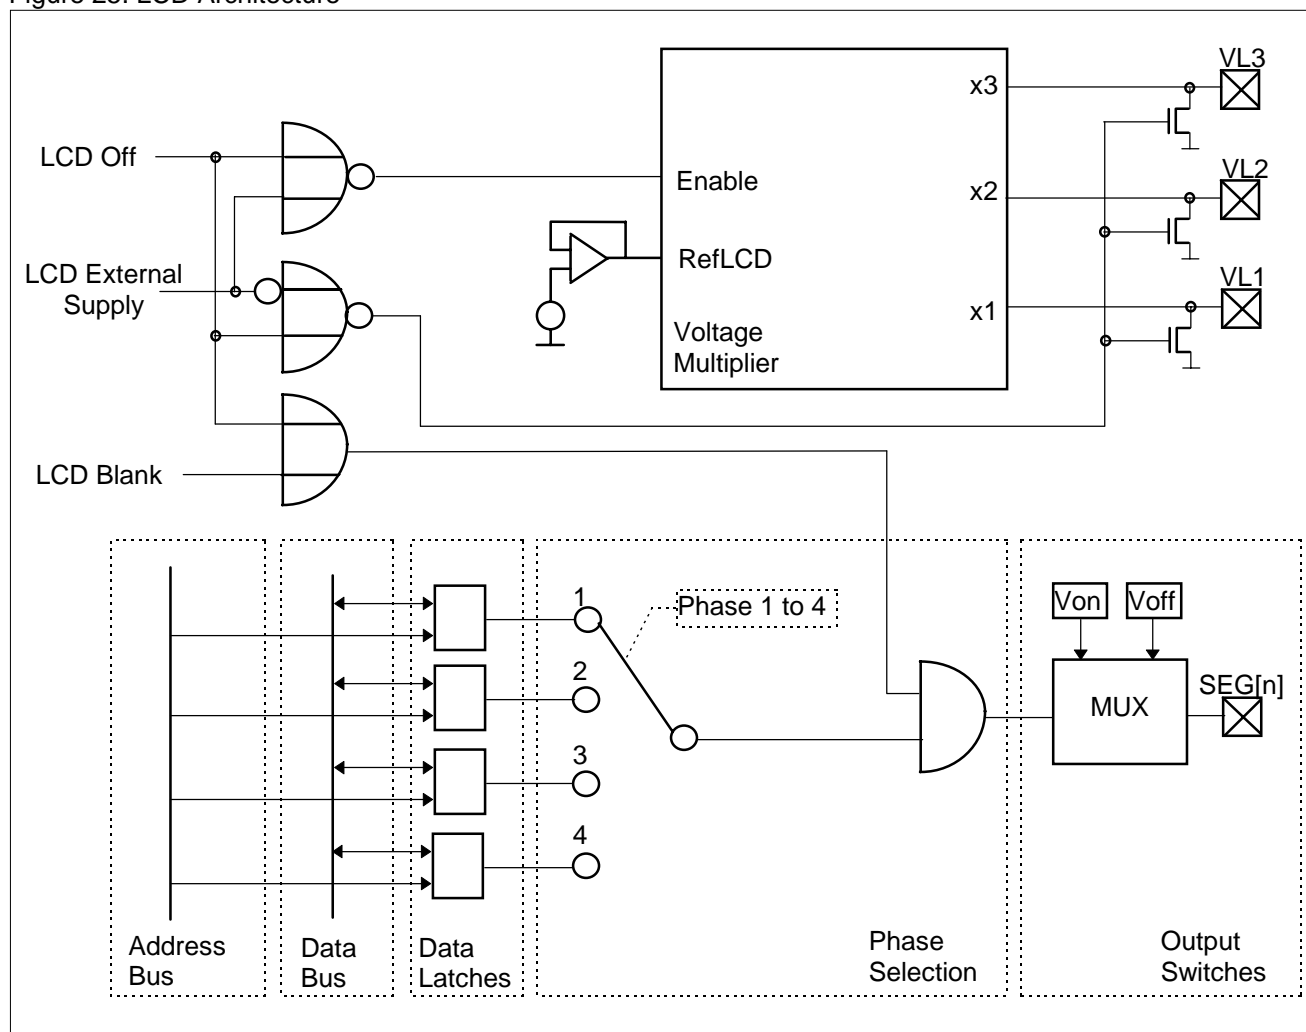 Figure 23. LCD Architecture
VL3
x3
LCD Off
Enable
VL2
x2
LCD External
Supply
RefLCD
VL1
x1
Voltage
Multiplier
LCD Blank
1
Phase 1 to 4
Von
Voff
2
SEG[n]
MUX
3
4
Address
Bus
Data
Bus
Data
Latches
Phase
Selection
Output
Switches